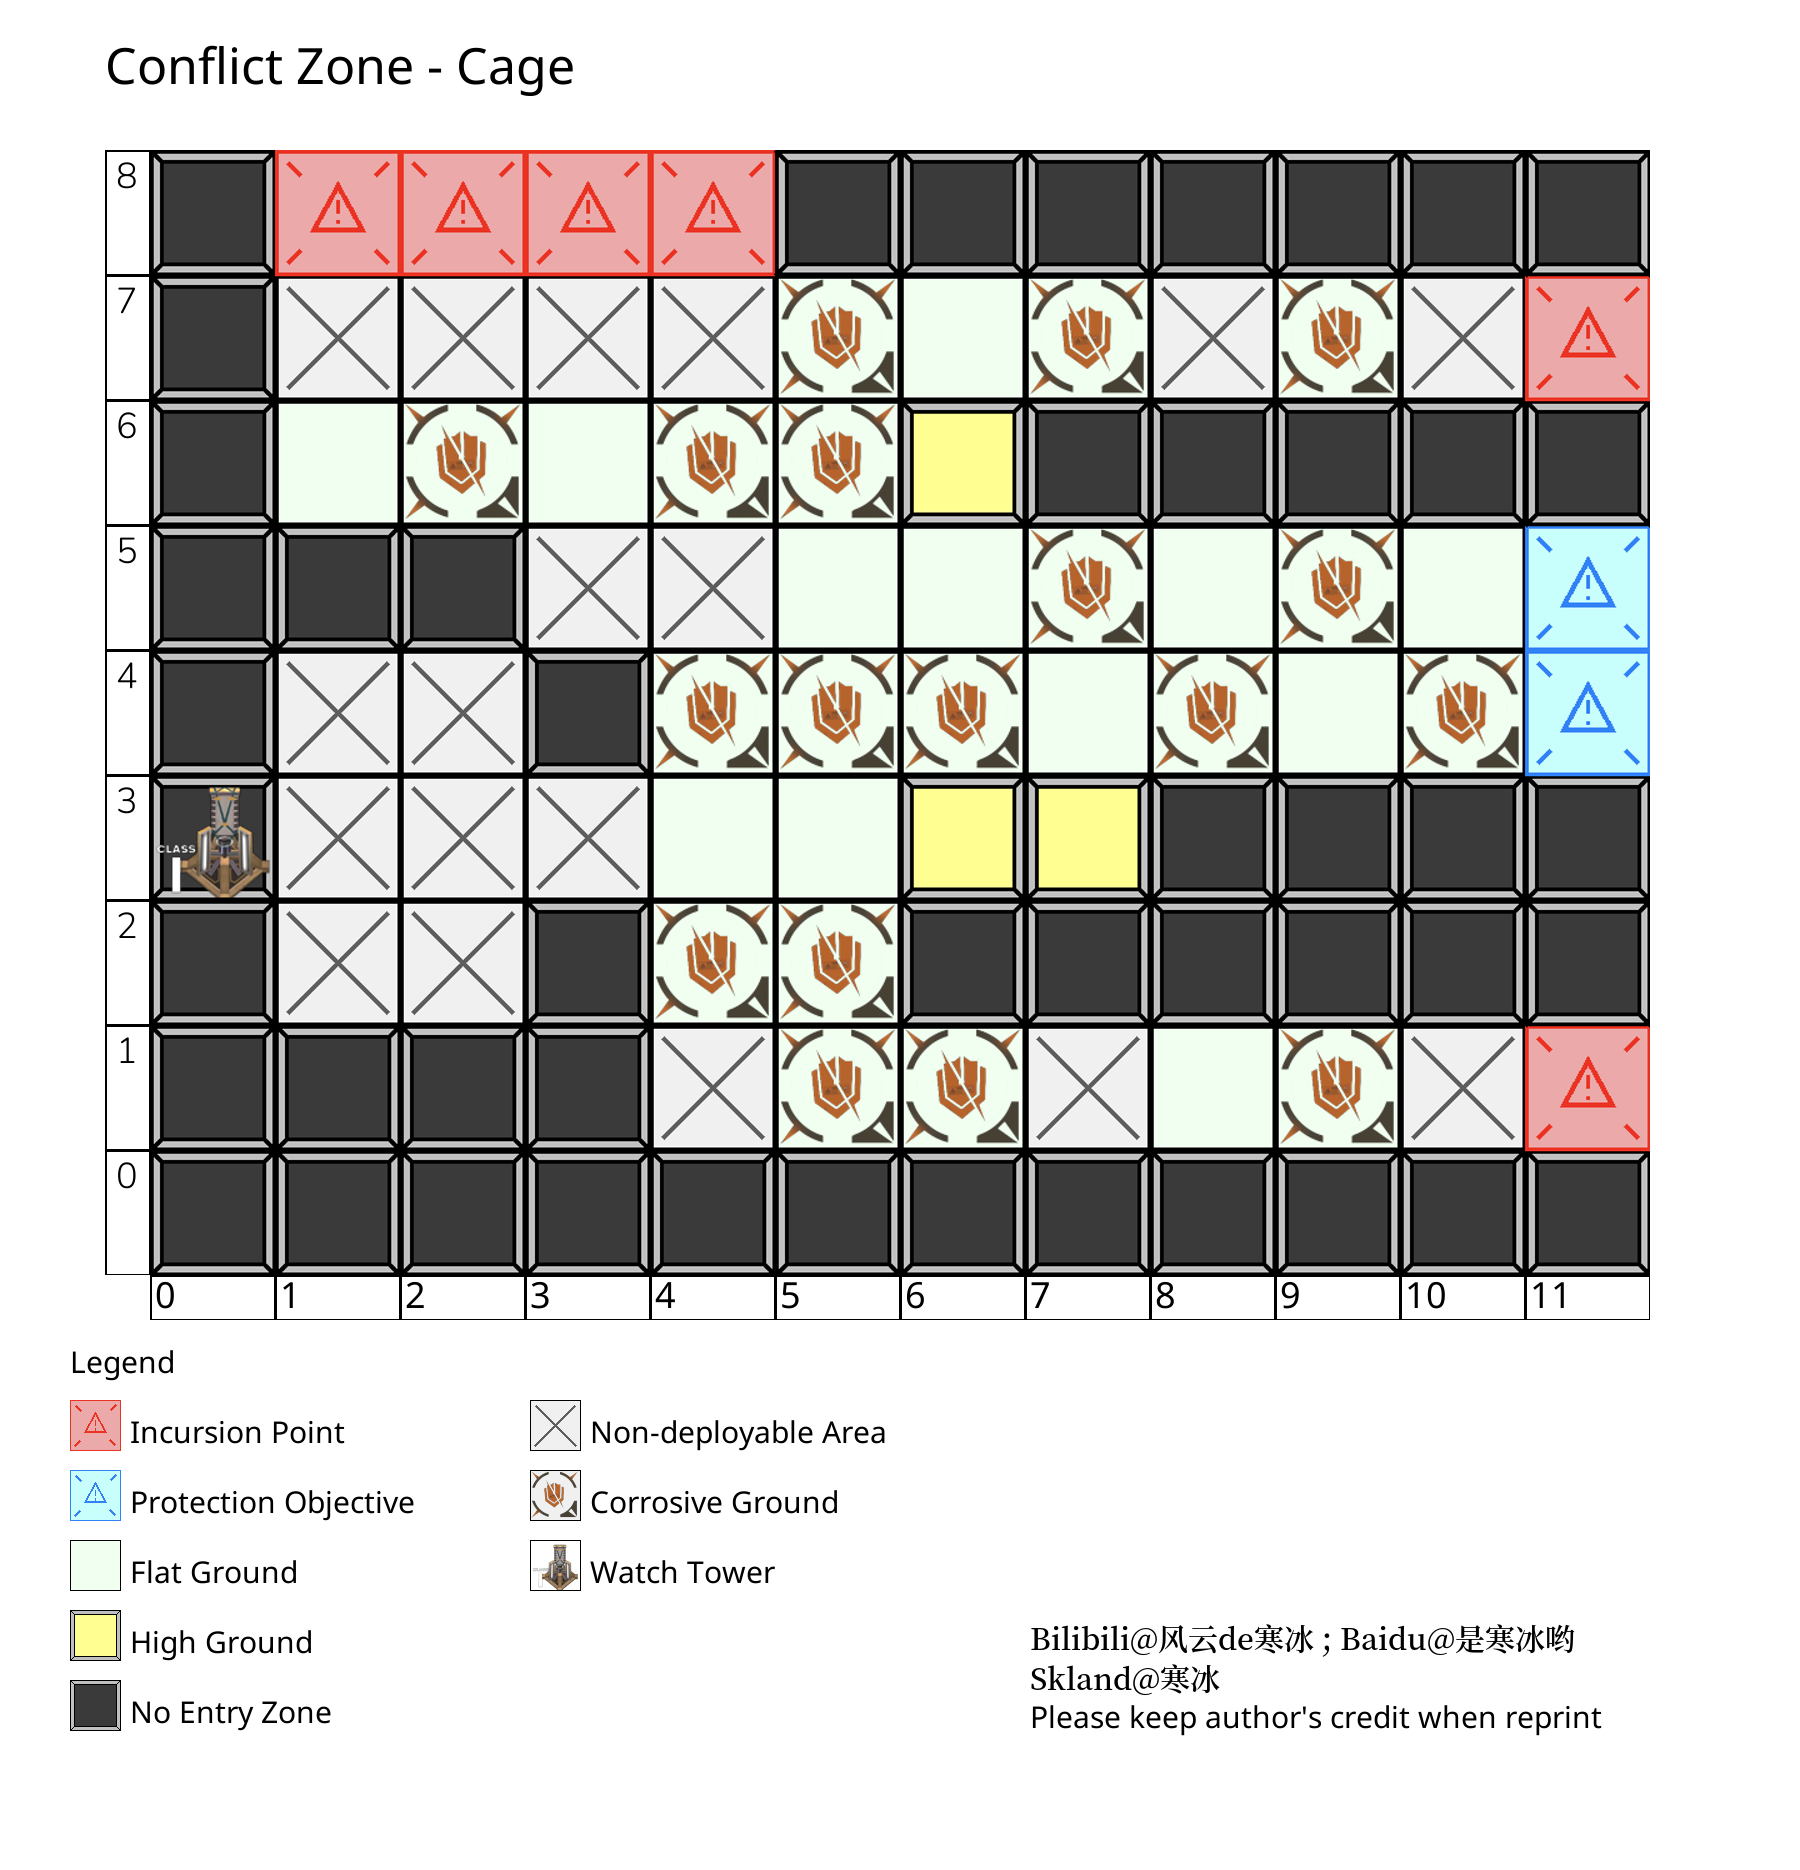 Conflict Zone - Cage
8
7
6
5
4
3
CLASS
I
2
1
0
0 1 2 3 4 5 6 7 8 9 10 11
Legend
Incursion Point
Non-deployable Area
Protection Objective
Corrosive Ground
Flat Ground
Watch Tower
High Ground
No Entry Zone
Bilibili@风云de寒冰 ; Baidu@是寒冰哟
Skland@寒冰
Please keep author's credit when reprint